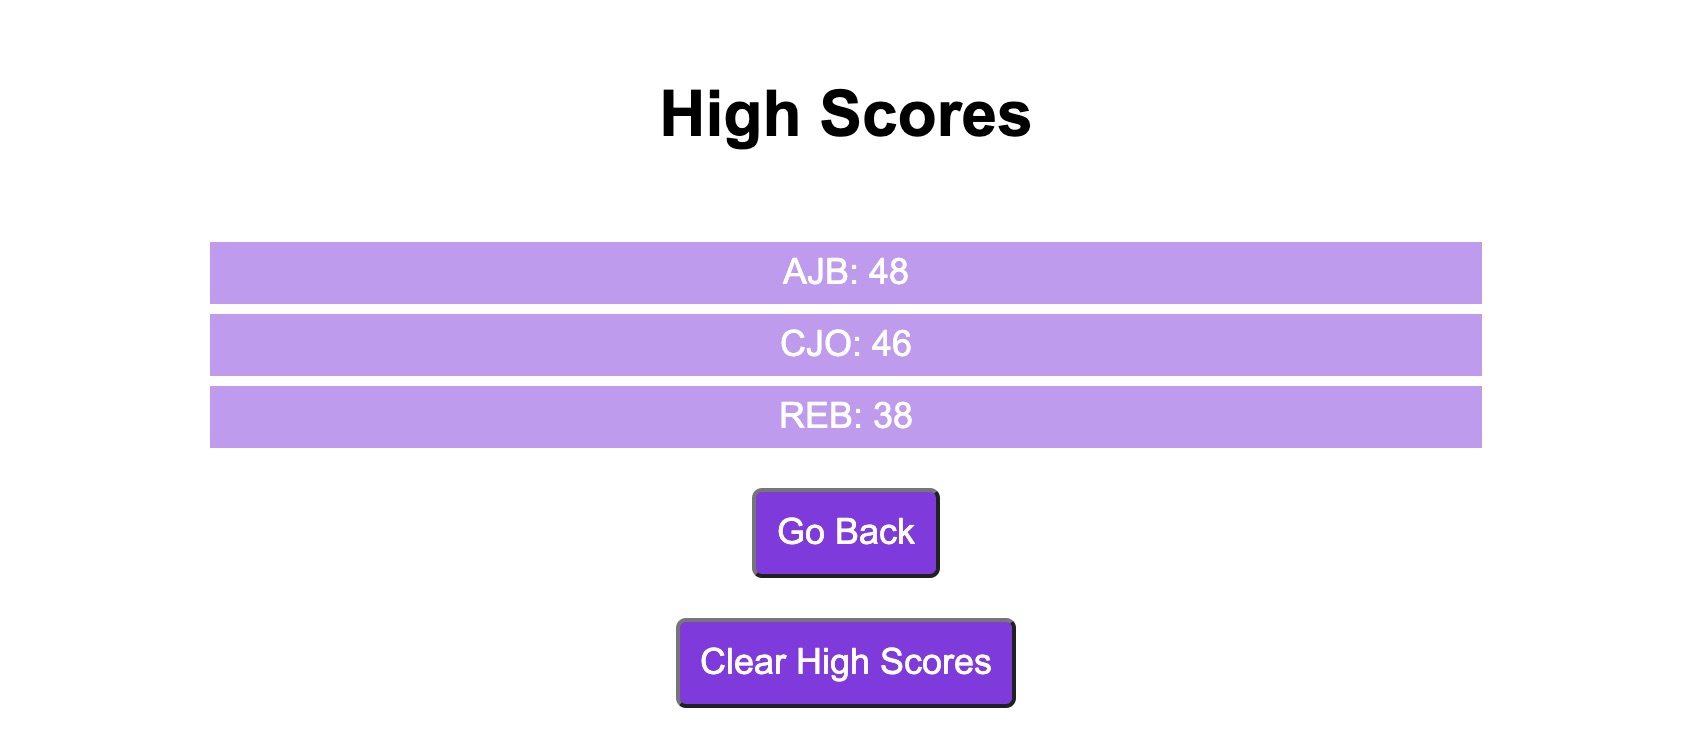 High Scores
AJB: 48
CJO: 46
REB: 38
Go Back
Clear High Scores